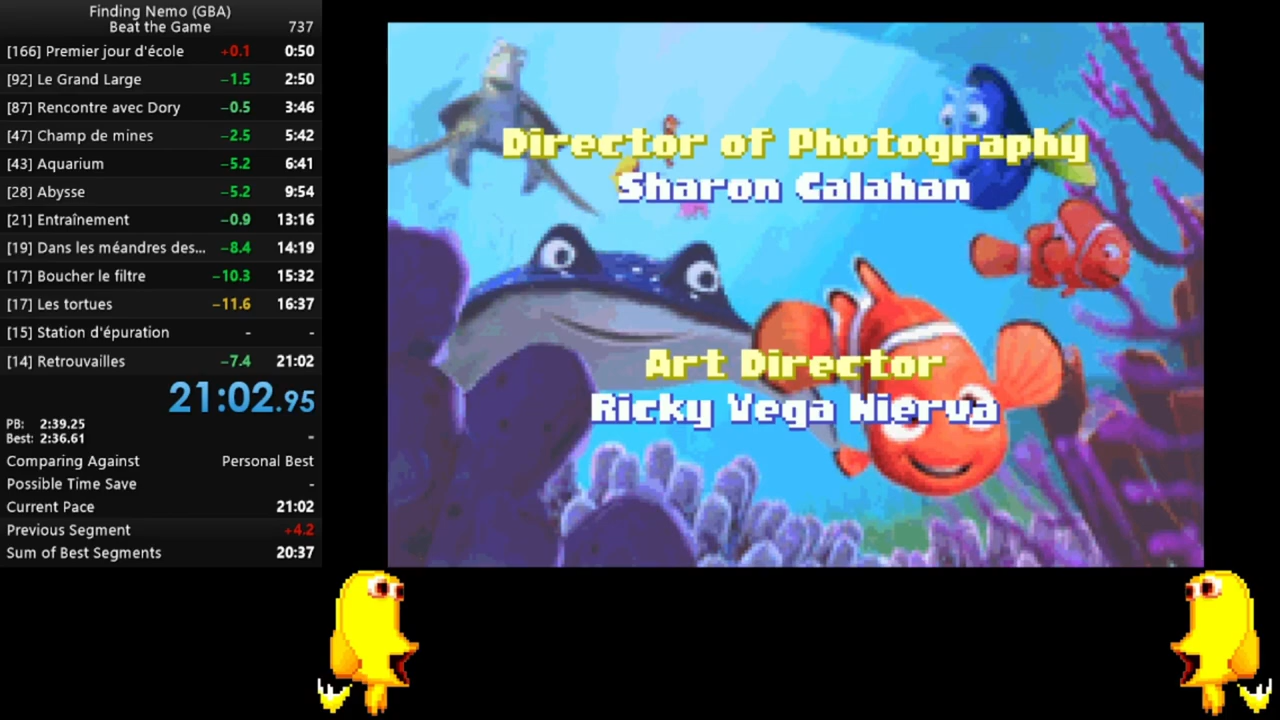 Finding Nemo (GBA)
Beat the Game 737
[166] Premier jour d'école +0.1 0:50
[92] Le Grand Large −1.5 2:50
[87] Rencontre avec Dory −0.5 3:46
[47] Champ de mines −2.5 5:42
[43] Aquarium −5.2 6:41
[28] Abysse −5.2 9:54
[21] Entraînement −0.9 13:16
[19] Dans les méandres des... −8.4 14:19
[17] Boucher le filtre −10.3 15:32
[17] Les tortues −11.6 16:37
[15] Station d'épuration - -
[14] Retrouvailles −7.4 21:02
21:02.95
PB: 2:39.25
Best: 2:36.61 -
Comparing Against Personal Best
Possible Time Save -
Current Pace 21:02
Previous Segment +4.2
Sum of Best Segments 20:37
Director of Photography
Sharon Calahan
Art Director
Ricky Vega Nierva